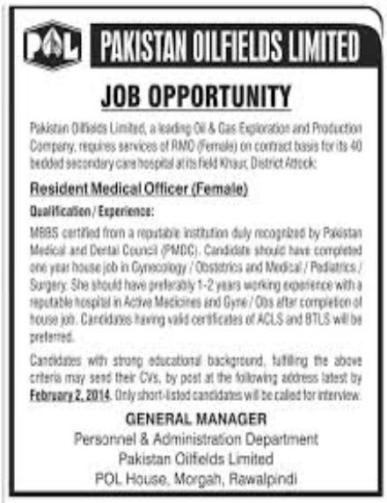 POL PAKISTAN OILFIELDS LIMITED
JOB OPPORTUNITY
Pakistan Oilfields Limited, a leading Oil & Gas Exploration and Production
Company, requires services of RMO (Female) on contract basis for its 40
bedded secondary care hospital at its field Khaur, District Attock:
Resident Medical Officer (Female)
Qualification / Experience:
MBBS certified from a reputable institution duly recognized by Pakistan
Medical and Dental Council (PMDC). Candidate should have completed
one year house job in Gynecology / Obstetrics and Medical / Pediatrics /
Surgery. She should have preferably 1-2 years working experience with a
reputable hospital in Active Medicines and Gyne / Obs after completion of
house job. Candidates having valid certificates of ACLS and BTLS will be
preferred.
Candidates with strong educational background, fulfilling the above
criteria may send their CVs, by post at the following address latest by
February 2, 2014. Only short-listed candidates will be called for interview.
GENERAL MANAGER
Personnel & Administration Department
Pakistan Oilfields Limited
POL House, Morgah, Rawalpindi